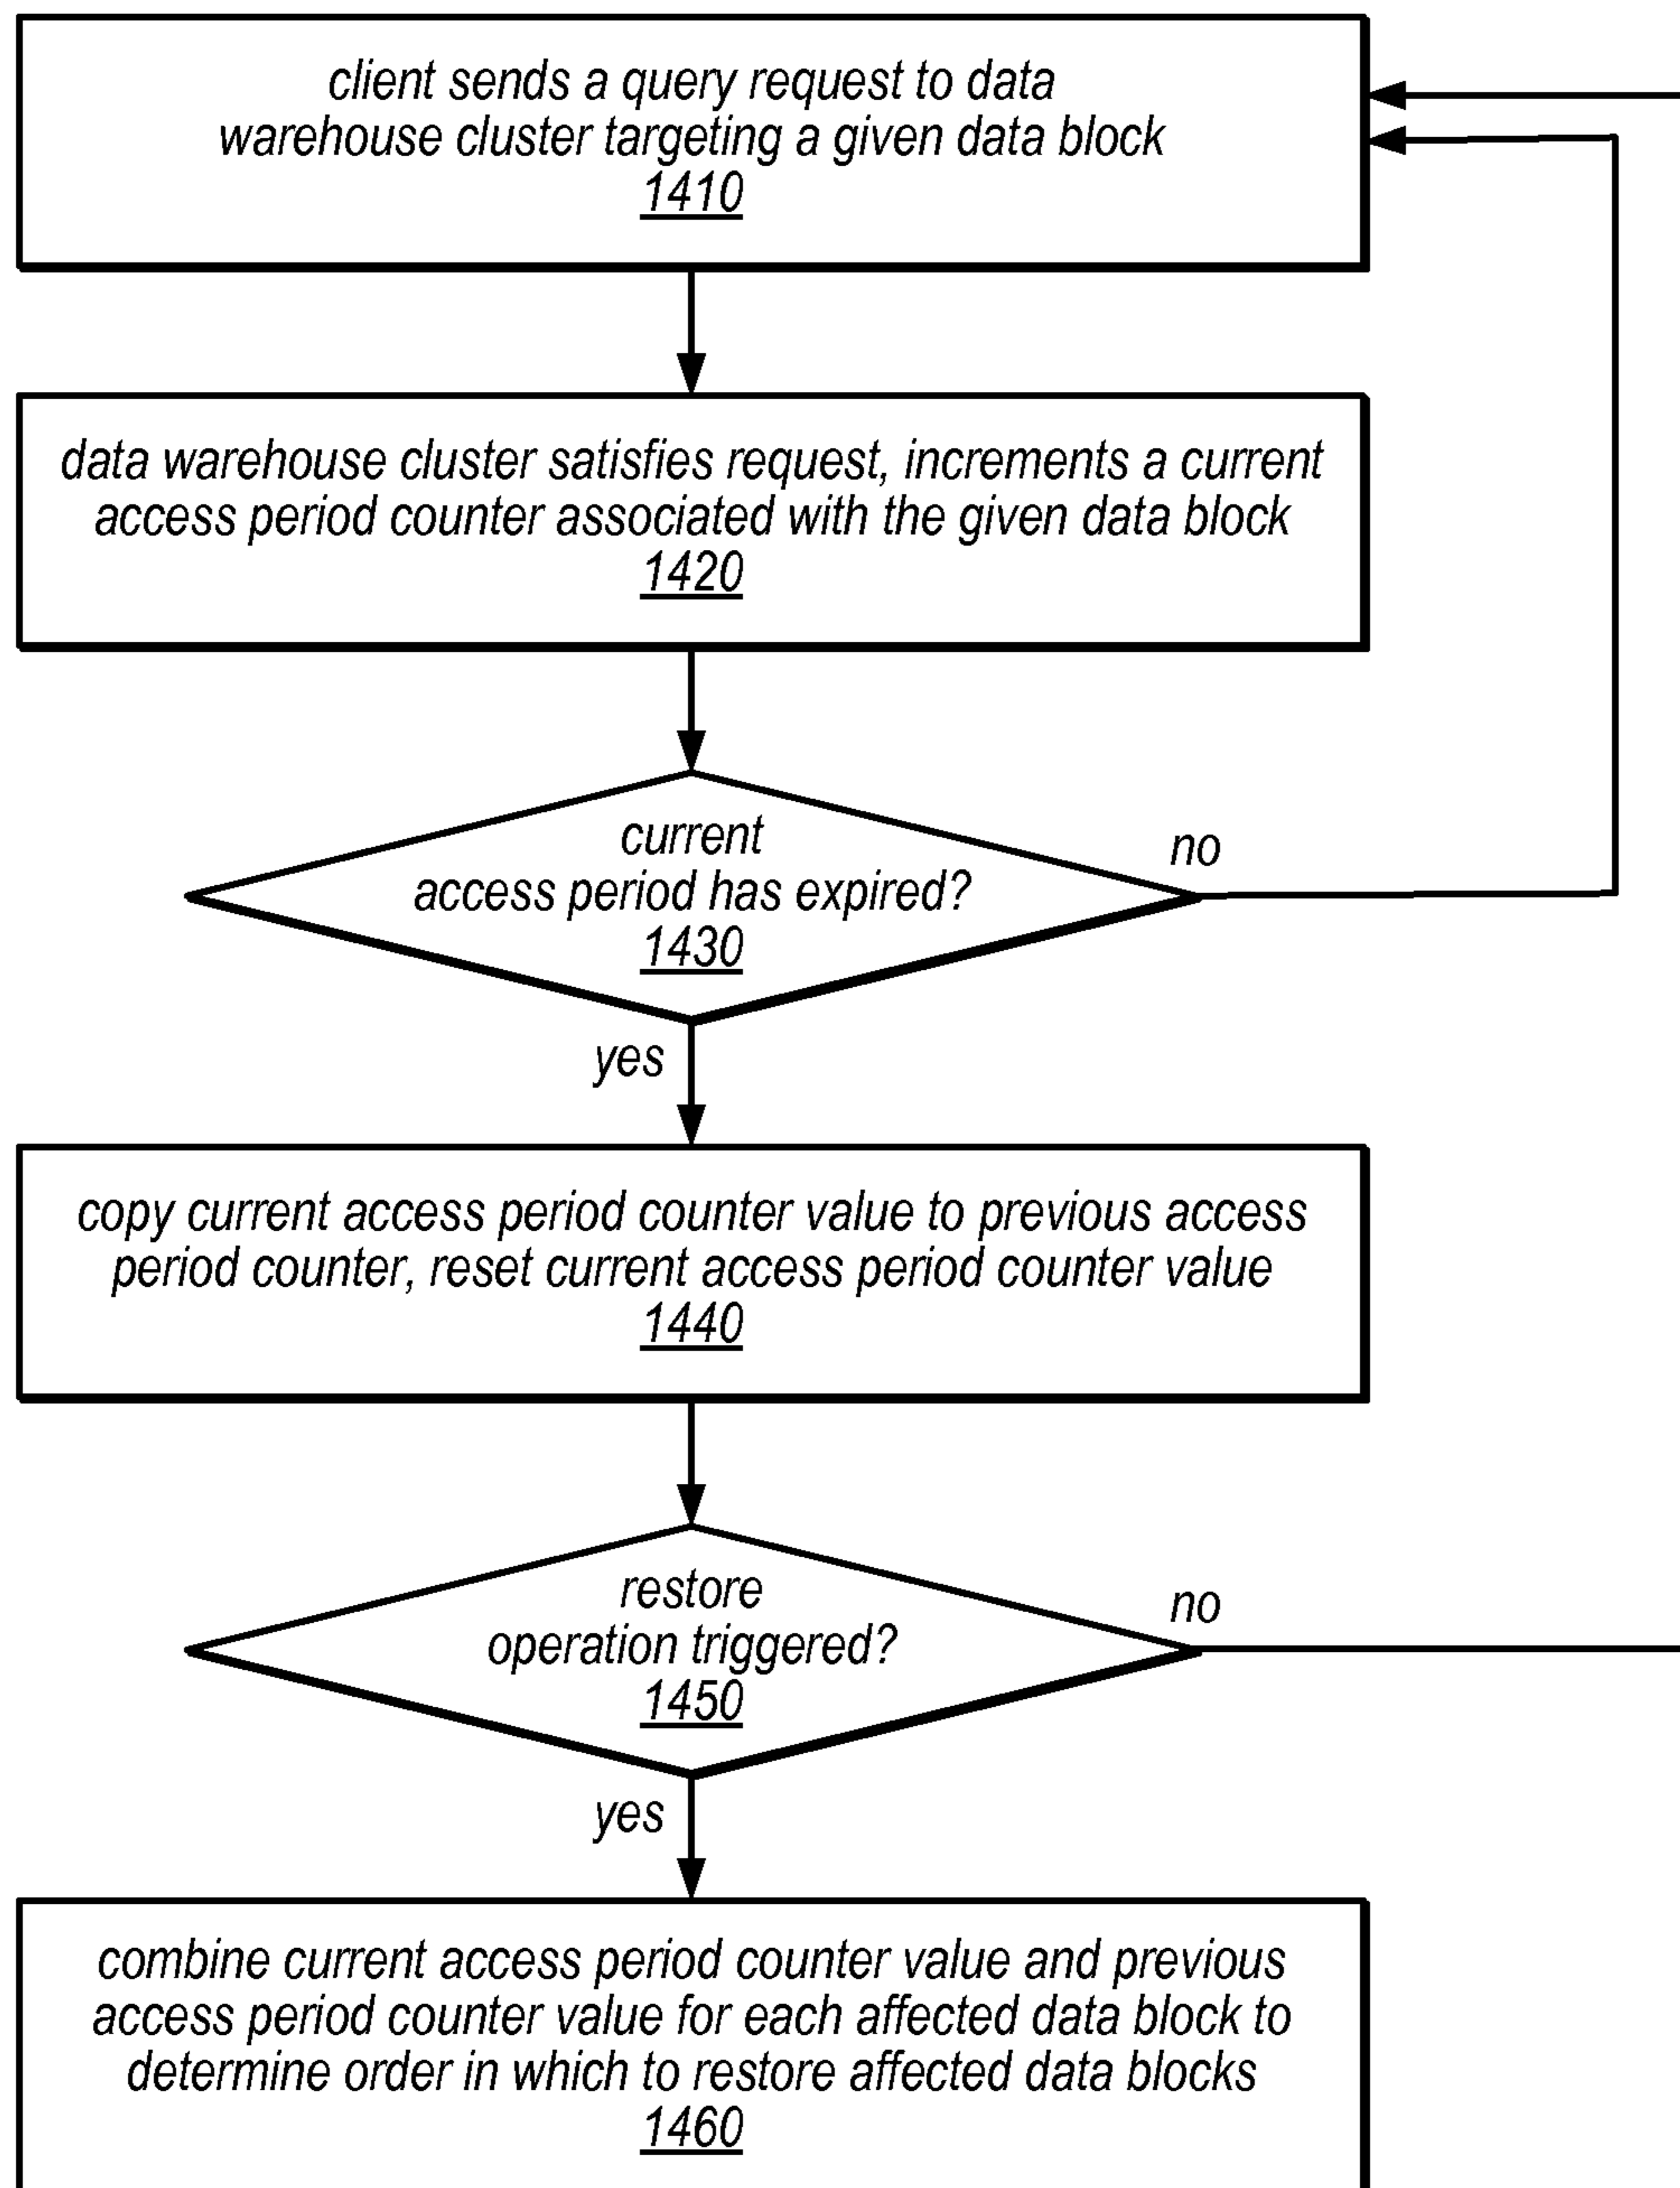 client sends a query request to data
warehouse cluster targeting a given data block
1410
data warehouse cluster satisfies request, increments a current
access period counter associated with the given data block
1420
current
access period has expired?
1430
no
yes
copy current access period counter value to previous access
period counter, reset current access period counter value
1440
restore
operation triggered?
1450
no
yes
combine current access period counter value and previous
access period counter value for each affected data block to
determine order in which to restore affected data blocks
1460